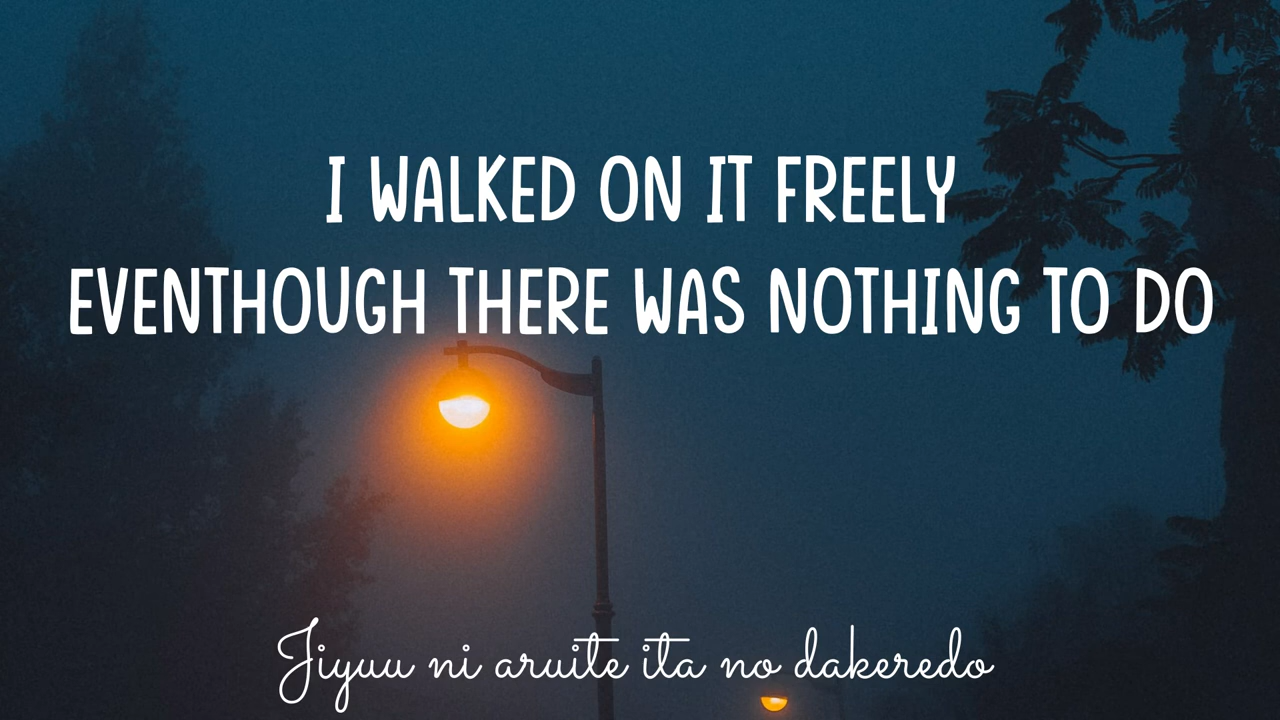 I WALKED ON IT FREELY
EVENTHOUGH THERE WAS NOTHING TO DO
Jiyuu ni aruite ita no dakeredo